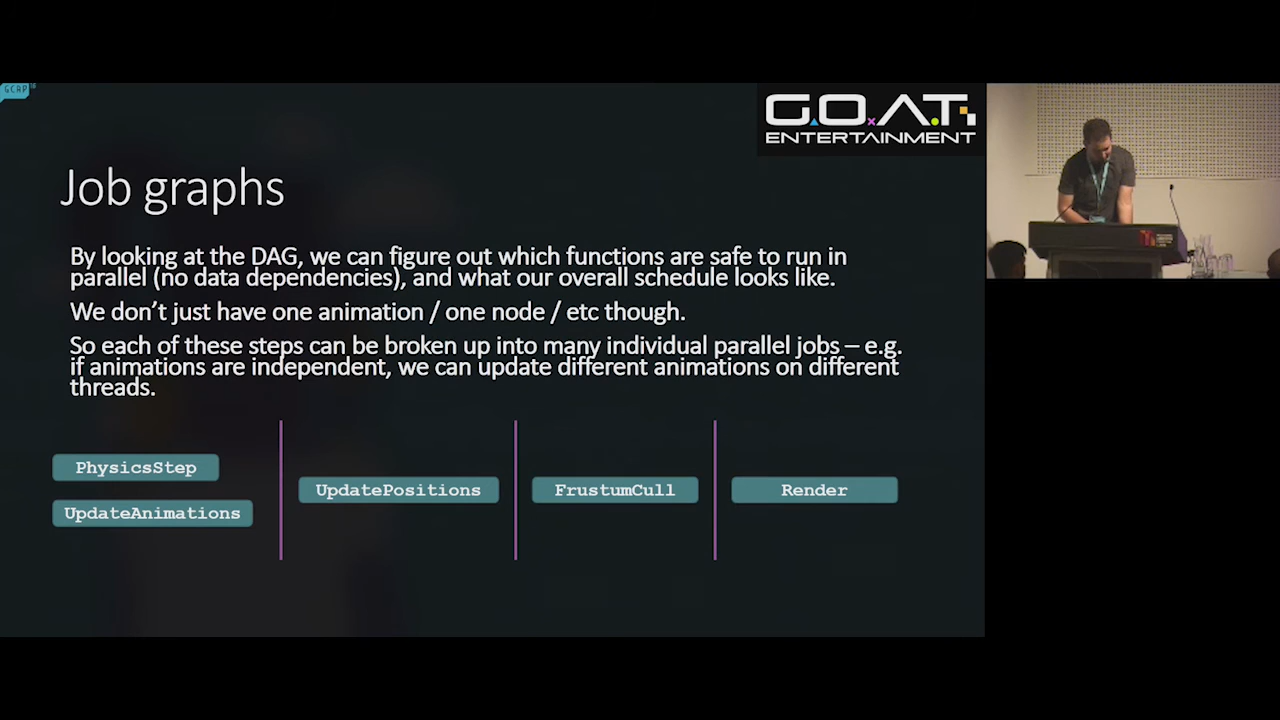 GCAP
G.O.A.T.
ENTERTAINMENT
Job graphs
By looking at the DAG, we can figure out which functions are safe to run in
parallel (no data dependencies), and what our overall schedule looks like.
We don't just have one animation / one node / etc though.
So each of these steps can be broken up into many individual parallel jobs – e.g.
if animations are independent, we can update different animations on different
threads.
PhysicsStep
UpdateAnimations
UpdatePositions
FrustumCull
Render